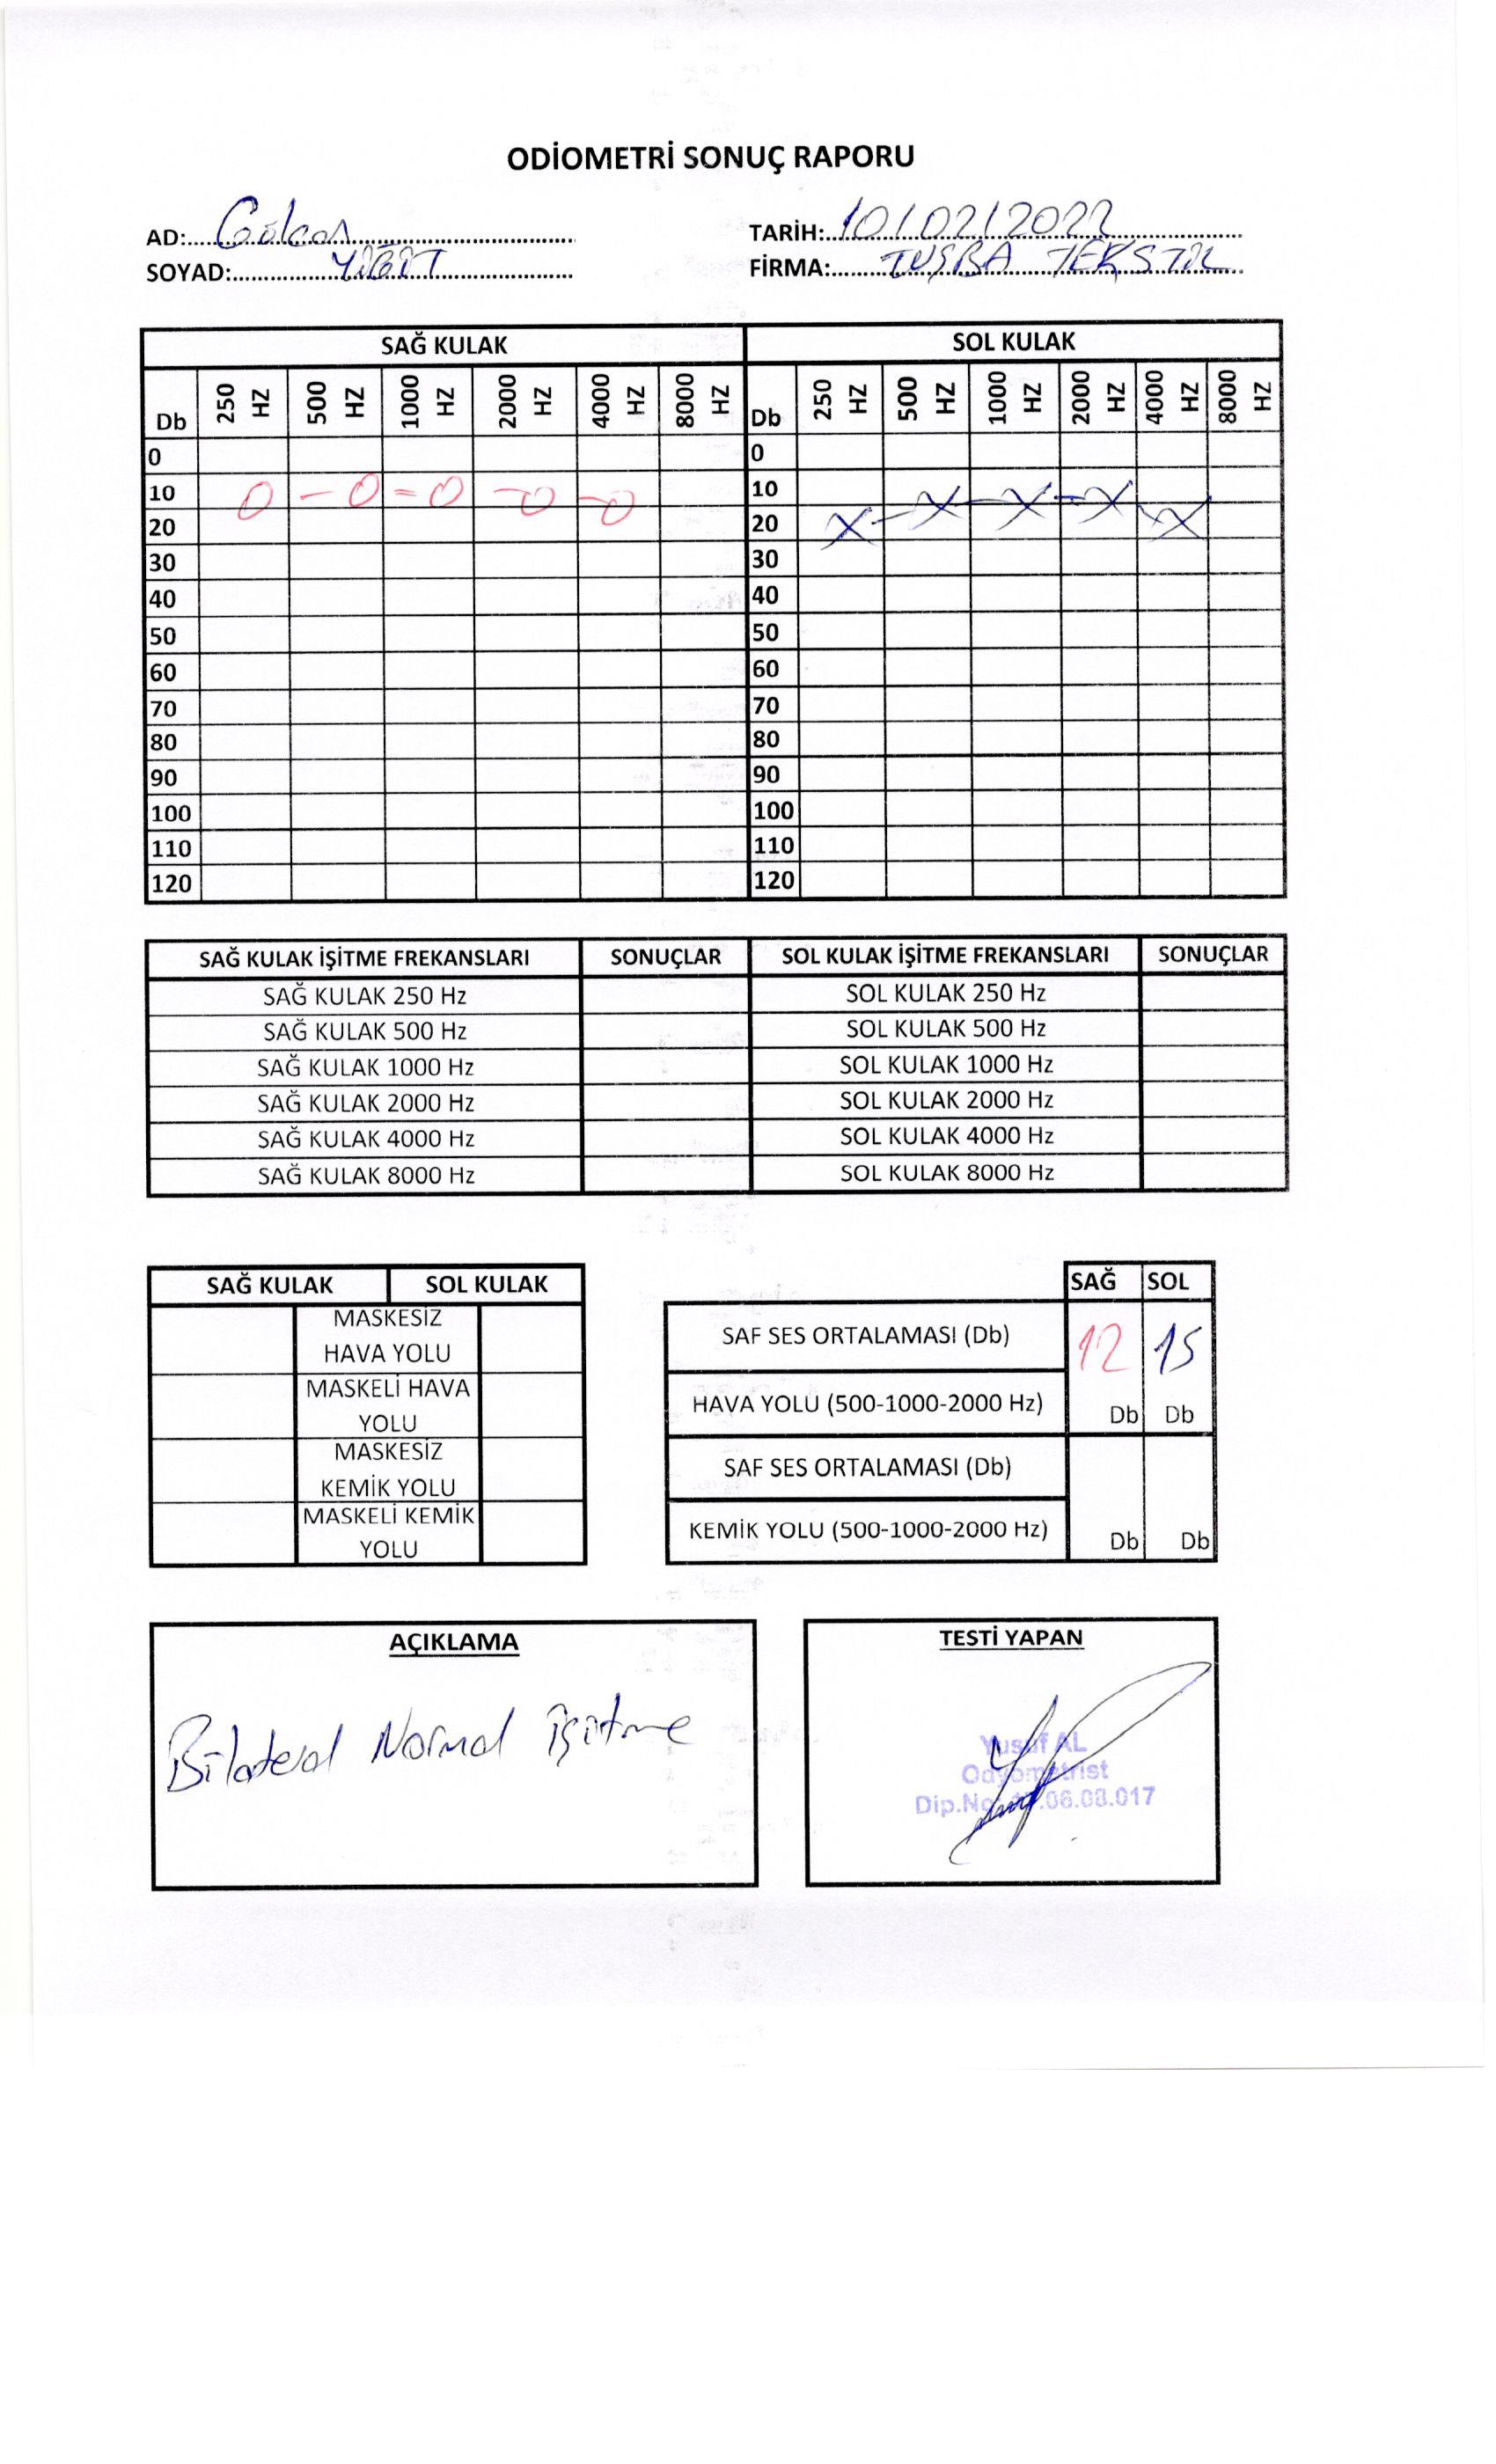 ODİOMETRİ SONUÇ RAPORU
AD: Gülcan TARİH: 10/02/2022
SOYAD: YİĞİT FİRMA: TUŞBA TEKSTİL
SAĞ KULAK SOL KULAK
Db 250 HZ 500 HZ 1000 HZ 2000 HZ 4000 HZ 8000 HZ Db 250 HZ 500 HZ 1000 HZ 2000 HZ 4000 HZ 8000 HZ
0 0
10 0 - 0 = 0 - 0 - 0 10 X - X - X
20 20 X - X
30 30
40 40
50 50
60 60
70 70
80 80
90 90
100 100
110 110
120 120
SAĞ KULAK İŞİTME FREKANSLARI SONUÇLAR SOL KULAK İŞİTME FREKANSLARI SONUÇLAR
SAĞ KULAK 250 Hz SOL KULAK 250 Hz
SAĞ KULAK 500 Hz SOL KULAK 500 Hz
SAĞ KULAK 1000 Hz SOL KULAK 1000 Hz
SAĞ KULAK 2000 Hz SOL KULAK 2000 Hz
SAĞ KULAK 4000 Hz SOL KULAK 4000 Hz
SAĞ KULAK 8000 Hz SOL KULAK 8000 Hz
SAĞ KULAK SOL KULAK
MASKESİZ
HAVA YOLU
MASKELİ HAVA
YOLU
MASKESİZ
KEMİK YOLU
MASKELİ KEMİK
YOLU
SAĞ SOL
SAF SES ORTALAMASI (Db) 12 15
HAVA YOLU (500-1000-2000 Hz) Db Db
SAF SES ORTALAMASI (Db)
KEMİK YOLU (500-1000-2000 Hz) Db Db
AÇIKLAMA
Bilateral Normal işitme
TESTİ YAPAN
Yusuf AL
Odyometrist
Dip.No: .06.08.017